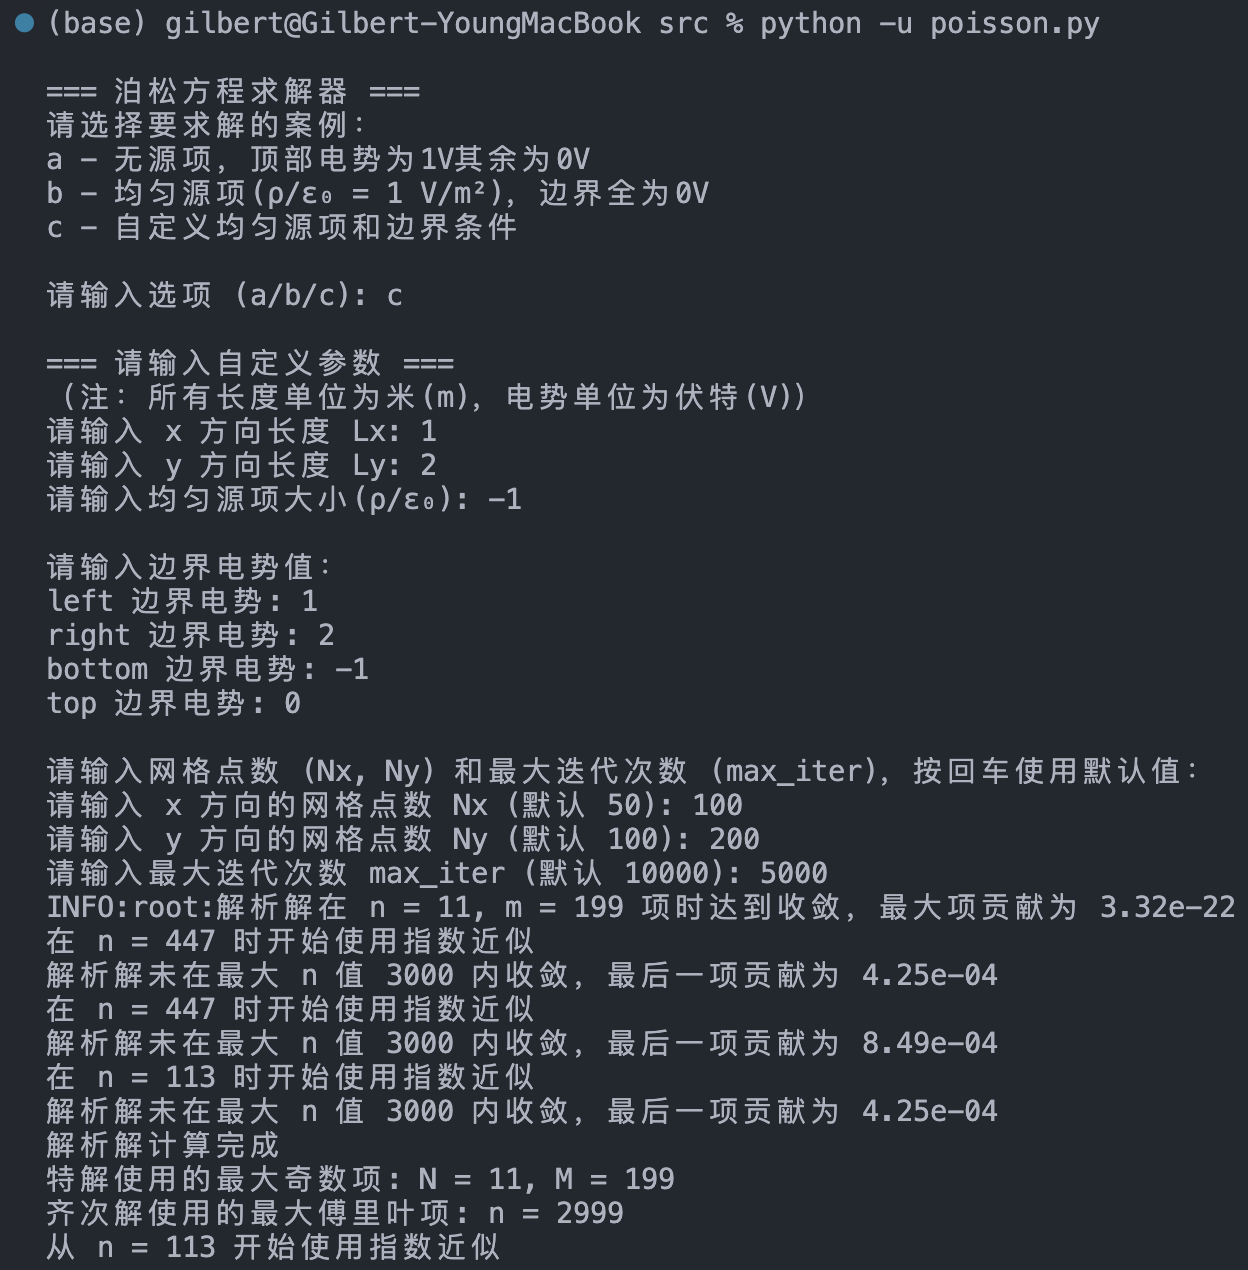 (base) gilbert@Gilbert-YoungMacBook src % python -u poisson.py
=== 泊松方程求解器 ===
请选择要求解的案例：
a - 无源项，顶部电势为1V其余为0V
b - 均匀源项(ρ/ε₀ = 1 V/m²)，边界全为0V
c - 自定义均匀源项和边界条件
请输入选项 (a/b/c): c
=== 请输入自定义参数 ===
（注：所有长度单位为米(m)，电势单位为伏特(V)）
请输入 x 方向长度 Lx: 1
请输入 y 方向长度 Ly: 2
请输入均匀源项大小(ρ/ε₀): -1
请输入边界电势值：
left 边界电势: 1
right 边界电势: 2
bottom 边界电势: -1
top 边界电势: 0
请输入网格点数 (Nx, Ny) 和最大迭代次数 (max_iter)，按回车使用默认值：
请输入 x 方向的网格点数 Nx (默认 50): 100
请输入 y 方向的网格点数 Ny (默认 100): 200
请输入最大迭代次数 max_iter (默认 10000): 5000
INFO:root:解析解在 n = 11, m = 199 项时达到收敛，最大项贡献为 3.32e-22
在 n = 447 时开始使用指数近似
解析解未在最大 n 值 3000 内收敛，最后一项贡献为 4.25e-04
在 n = 447 时开始使用指数近似
解析解未在最大 n 值 3000 内收敛，最后一项贡献为 8.49e-04
在 n = 113 时开始使用指数近似
解析解未在最大 n 值 3000 内收敛，最后一项贡献为 4.25e-04
解析解计算完成
特解使用的最大奇数项: N = 11, M = 199
齐次解使用的最大傅里叶项: n = 2999
从 n = 113 开始使用指数近似